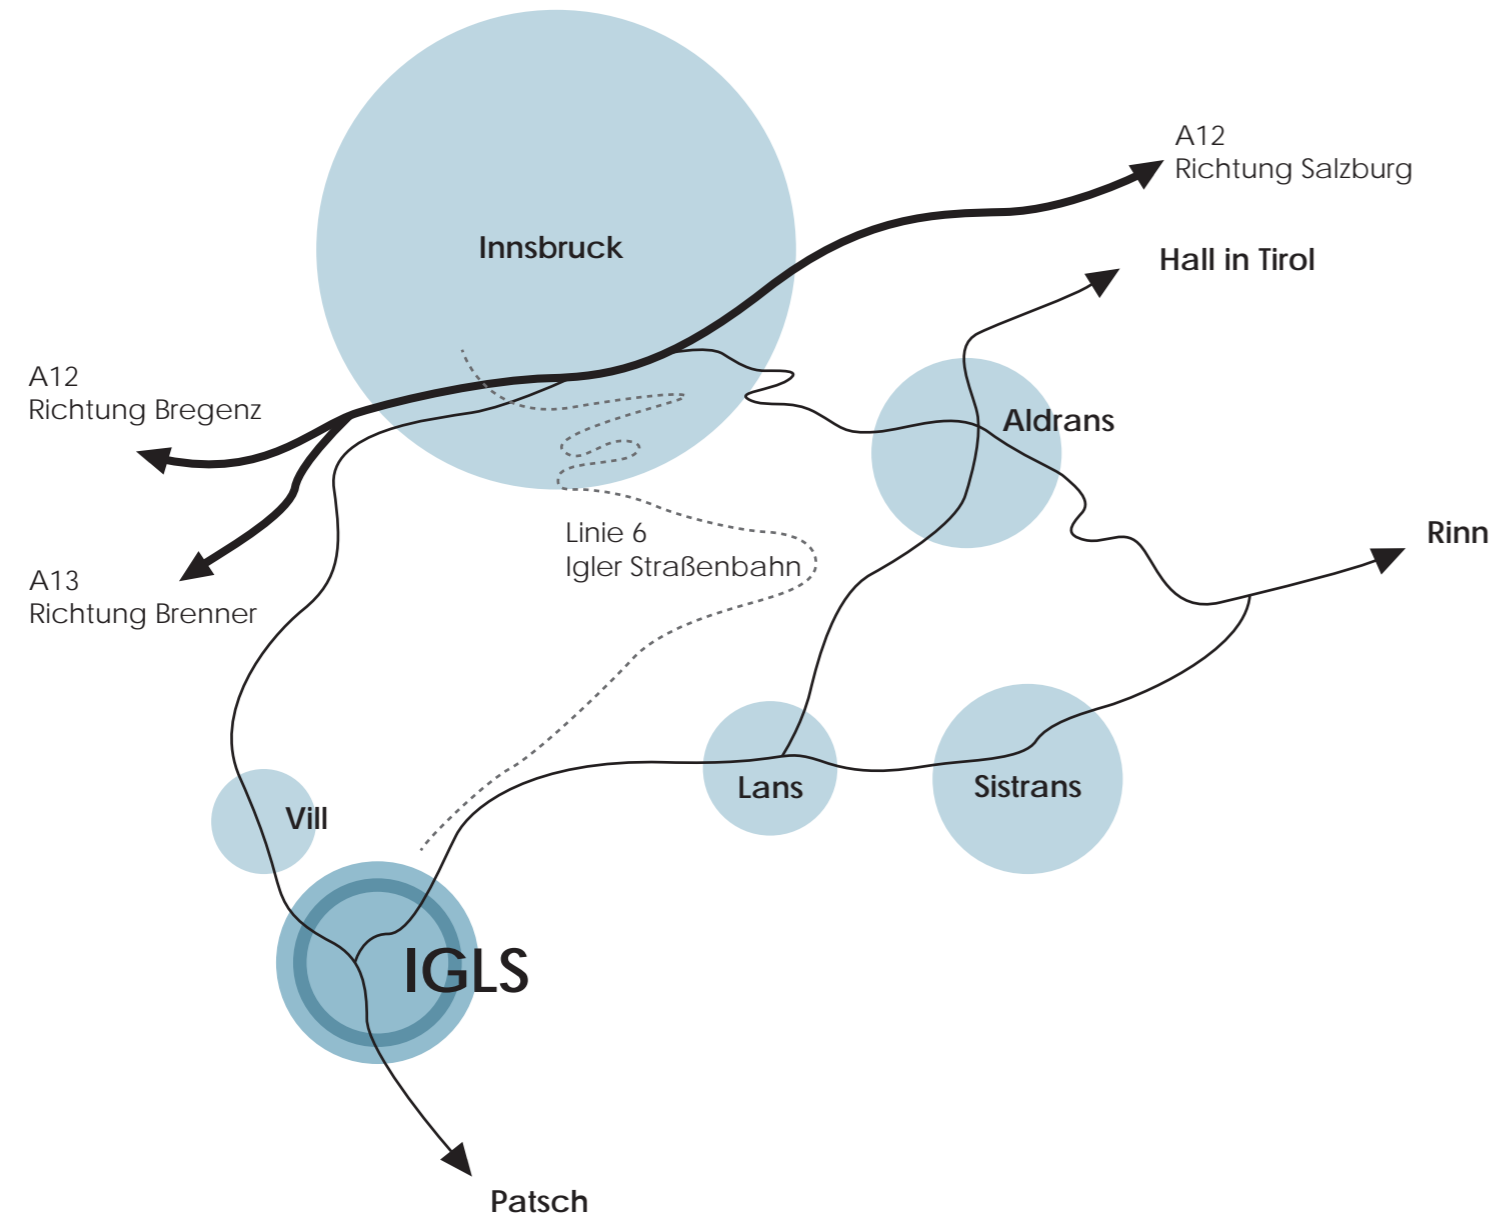 A12
Richtung Salzburg
Innsbruck
Hall in Tirol
A12
Richtung Bregenz
Aldrans
Linie 6
Igler Straßenbahn
Rinn
A13
Richtung Brenner
Lans
Sistrans
Vill
IGLS
Patsch